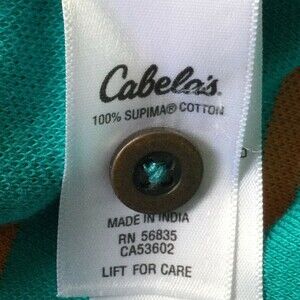 Cabela's
100% SUPIMA® COTTON
MADE IN INDIA
RN 56835
CA53602
LIFT FOR CARE